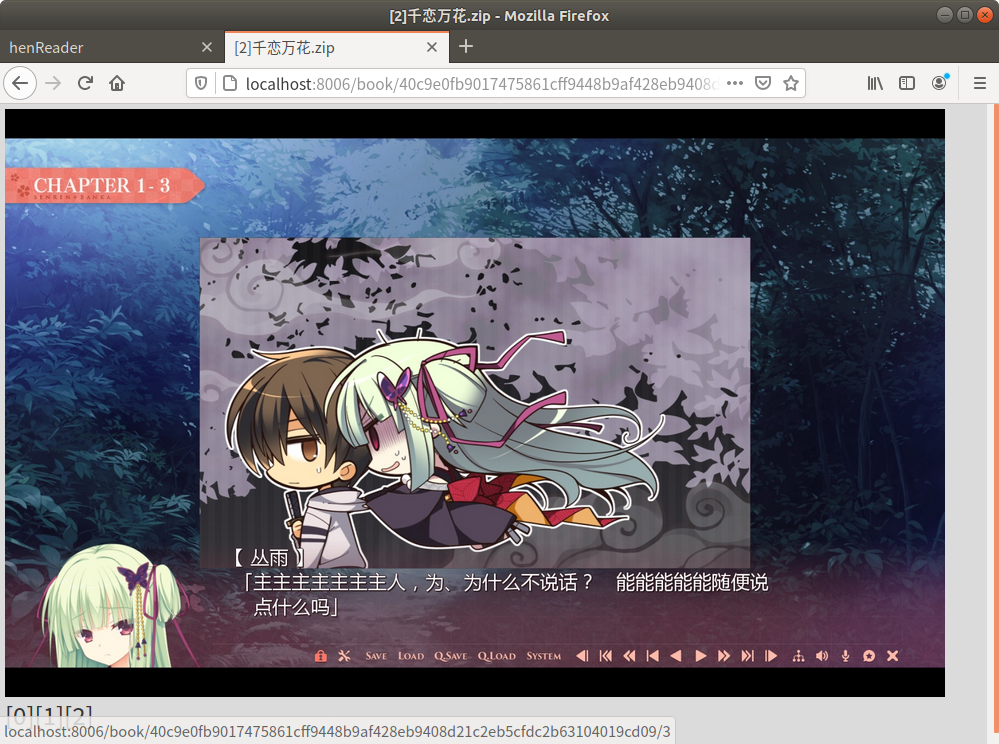 [2]千恋万花.zip - Mozilla Firefox
henReader
[2]千恋万花.zip
localhost:8006/book/40c9e0fb9017475861cff9448b9af428eb9408d
CHAPTER 1-3
SENREN*BANKA
【 丛雨 】
「主主主主主主主人，为、为什么不说话？　能能能能能随便说
点什么吗」
SAVE LOAD Q.SAVE Q.LOAD SYSTEM
[0][1][2]
localhost:8006/book/40c9e0fb9017475861cff9448b9af428eb9408d21c2eb5cfdc2b63104019cd09/3